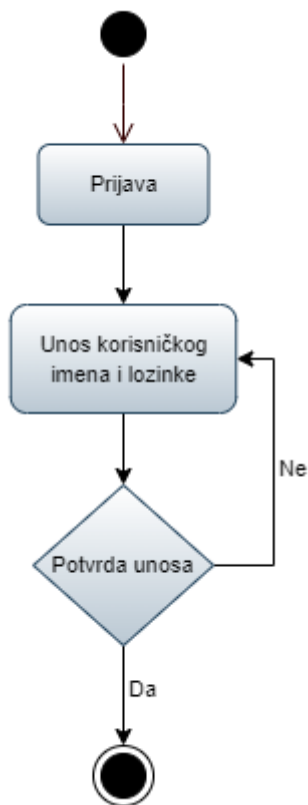 Prijava
Unos korisničkog
imena i lozinke
Ne
Potvrda unosa
Da